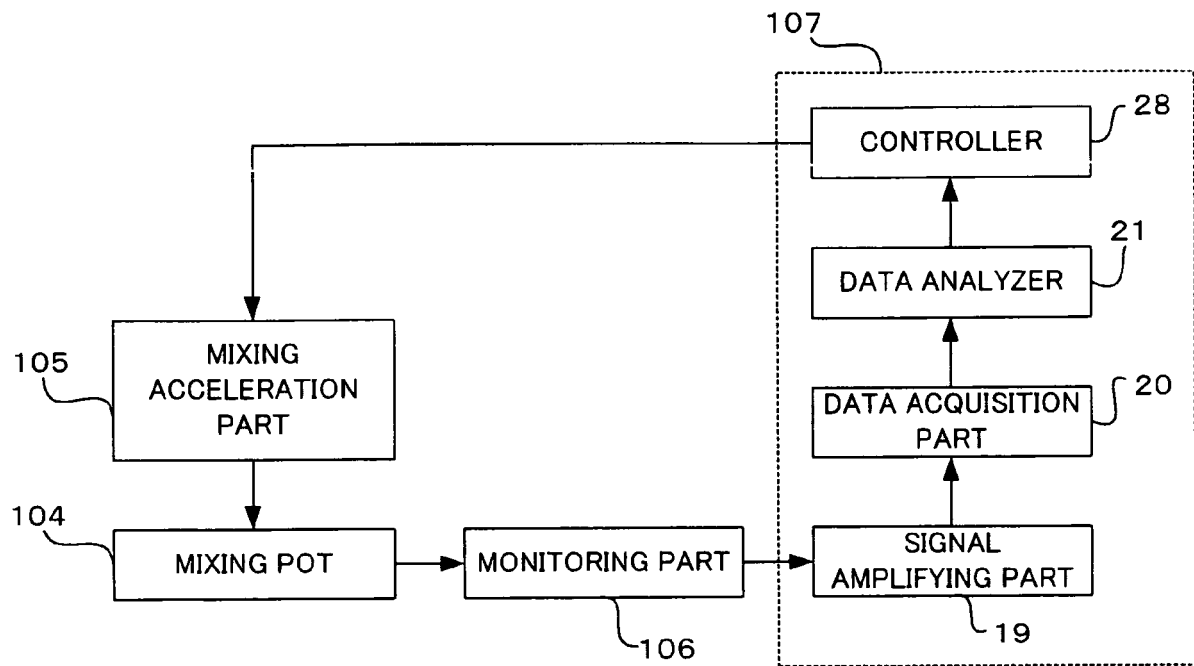 107
CONTROLLER
28
DATA ANALYZER
21
105
MIXING
ACCELERATION
PART
DATA ACQUISITION
PART
20
104
MIXING POT
MONITORING PART
106
SIGNAL
AMPLIFYING PART
19